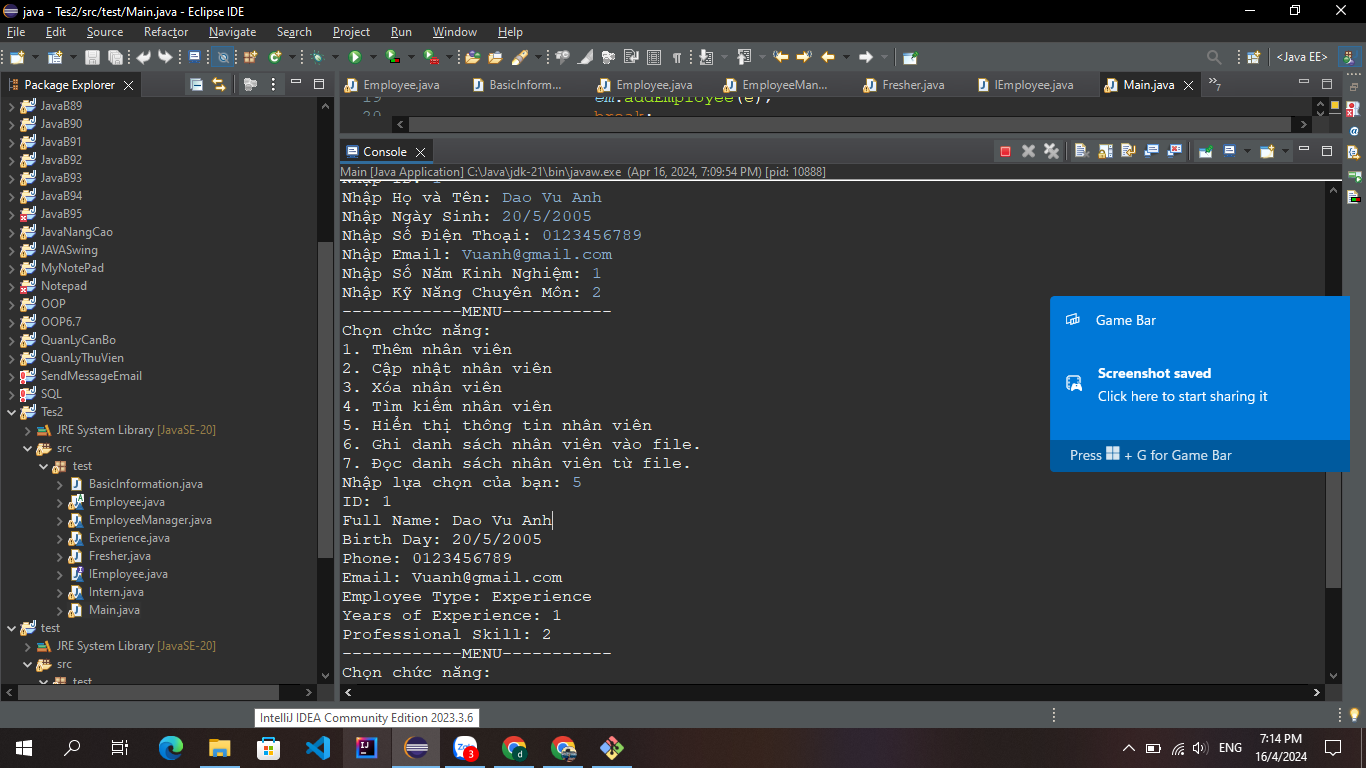 java - Tes2/src/test/Main.java - Eclipse IDE
File Edit Source Refactor Navigate Search Project Run Window Help
<Java EE>
Package Explorer
Employee.java BasicInform... Employee.java EmployeeMan... Fresher.java IEmployee.java Main.java 7
JavaB89
JavaB90
JavaB91
JavaB92
JavaB93
JavaB94
JavaB95
JavaNangCao
JAVASwing
MyNotePad
Notepad
OOP
OOP6.7
QuanLyCanBo
QuanLyThuVien
SendMessageEmail
SQL
Tes2
JRE System Library [JavaSE-20]
src
test
BasicInformation.java
Employee.java
EmployeeManager.java
Experience.java
Fresher.java
IEmployee.java
Intern.java
Main.java
test
JRE System Library [JavaSE-20]
src
test
19 em.addEmployee(e);
20 break;
Console
Main [Java Application] C:\Java\jdk-21\bin\javaw.exe (Apr 16, 2024, 7:09:54 PM) [pid: 10888]
Nhập ID: 1
Nhập Họ và Tên: Dao Vu Anh
Nhập Ngày Sinh: 20/5/2005
Nhập Số Điện Thoại: 0123456789
Nhập Email: Vuanh@gmail.com
Nhập Số Năm Kinh Nghiệm: 1
Nhập Kỹ Năng Chuyên Môn: 2
------------MENU-----------
Chọn chức năng:
1. Thêm nhân viên
2. Cập nhật nhân viên
3. Xóa nhân viên
4. Tìm kiếm nhân viên
5. Hiển thị thông tin nhân viên
6. Ghi danh sách nhân viên vào file.
7. Đọc danh sách nhân viên từ file.
Nhập lựa chọn của bạn: 5
ID: 1
Full Name: Dao Vu Anh
Birth Day: 20/5/2005
Phone: 0123456789
Email: Vuanh@gmail.com
Employee Type: Experience
Years of Experience: 1
Professional Skill: 2
------------MENU-----------
Chọn chức năng:
Game Bar
Screenshot saved
Click here to start sharing it
Press + G for Game Bar
IntelliJ IDEA Community Edition 2023.3.6
Zalo 3
d
ENG
7:14 PM
16/4/2024